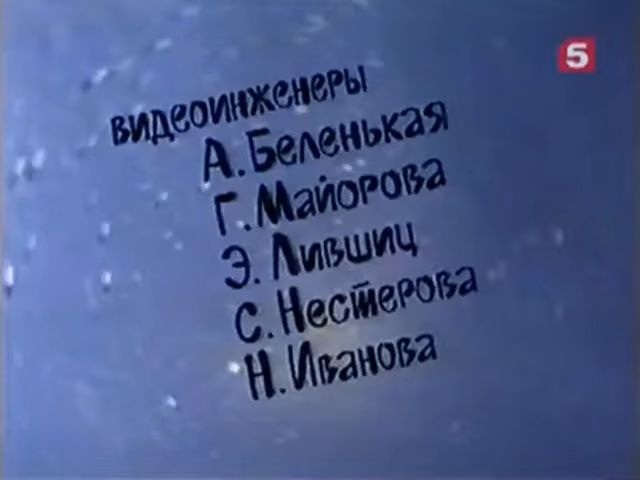 5
видеоинженеры
А. Беленькая
Г. Майорова
Э. Лившиц
С. Нестерова
Н. Иванова